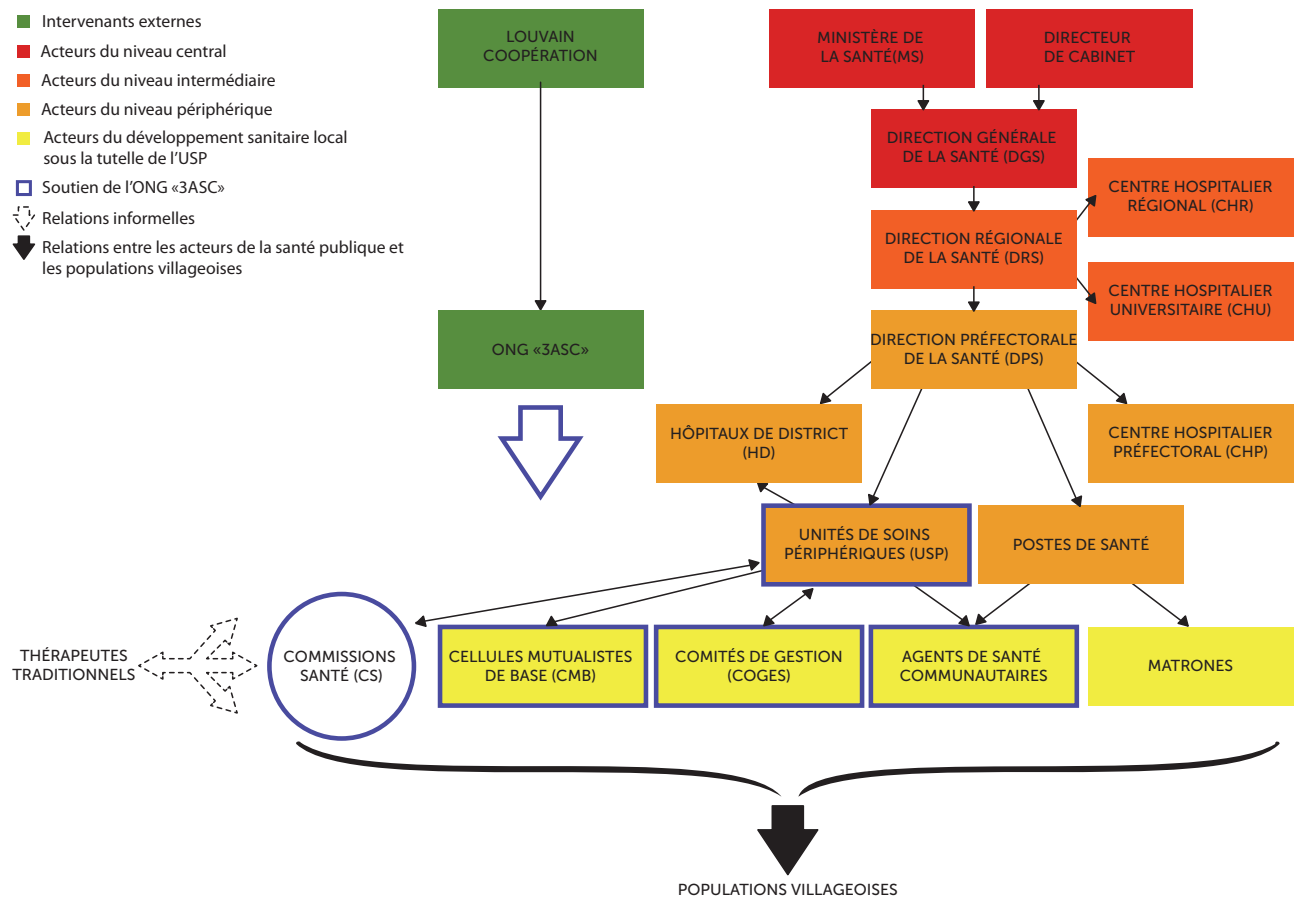 Intervenants externes
Acteurs du niveau central
Acteurs du niveau intermédiaire
Acteurs du niveau périphérique
Acteurs du développement sanitaire local
sous la tutelle de l'USP
Soutien de l'ONG «3ASC»
Relations informelles
Relations entre les acteurs de la santé publique et
les populations villageoises
LOUVAIN
COOPÉRATION
MINISTÈRE DE
LA SANTÉ(MS)
DIRECTEUR
DE CABINET
DIRECTION GÉNÉRALE
DE LA SANTÉ (DGS)
CENTRE HOSPITALIER
RÉGIONAL (CHR)
DIRECTION RÉGIONALE
DE LA SANTÉ (DRS)
CENTRE HOSPITALIER
UNIVERSITAIRE (CHU)
ONG «3ASC»
DIRECTION PRÉFECTORALE
DE LA SANTÉ (DPS)
HÔPITAUX DE DISTRICT
(HD)
CENTRE HOSPITALIER
PRÉFECTORAL (CHP)
UNITÉS DE SOINS
PÉRIPHÉRIQUES (USP)
POSTES DE SANTÉ
THÉRAPEUTES
TRADITIONNELS
COMMISSIONS
SANTÉ (CS)
CELLULES MUTUALISTES
DE BASE (CMB)
COMITÉS DE GESTION
(COGES)
AGENTS DE SANTÉ
COMMUNAUTAIRES
MATRONES
POPULATIONS VILLAGEOISES